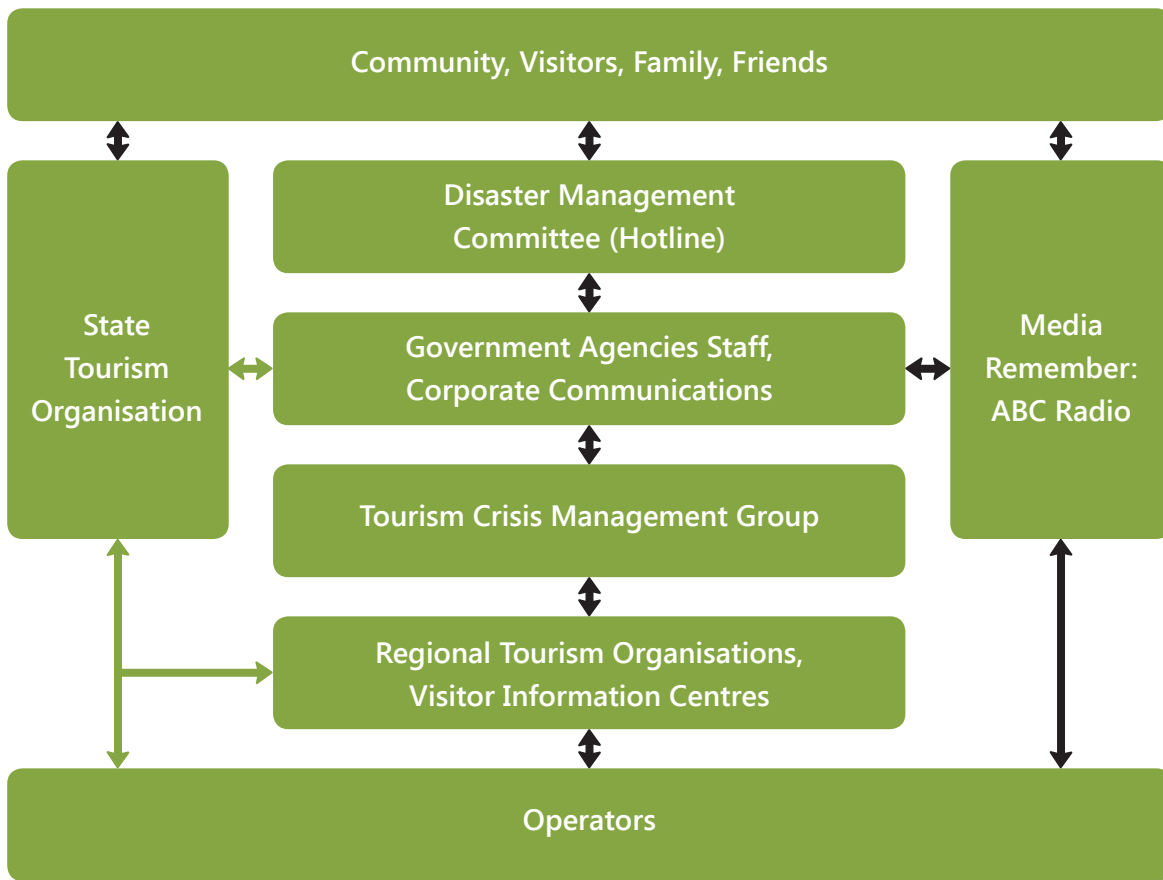 Community, Visitors, Family, Friends
Disaster Management
Committee (Hotline)
State
Tourism
Organisation
Government Agencies Staff,
Corporate Communications
Media
Remember:
ABC Radio
Tourism Crisis Management Group
Regional Tourism Organisations,
Visitor Information Centres
Operators